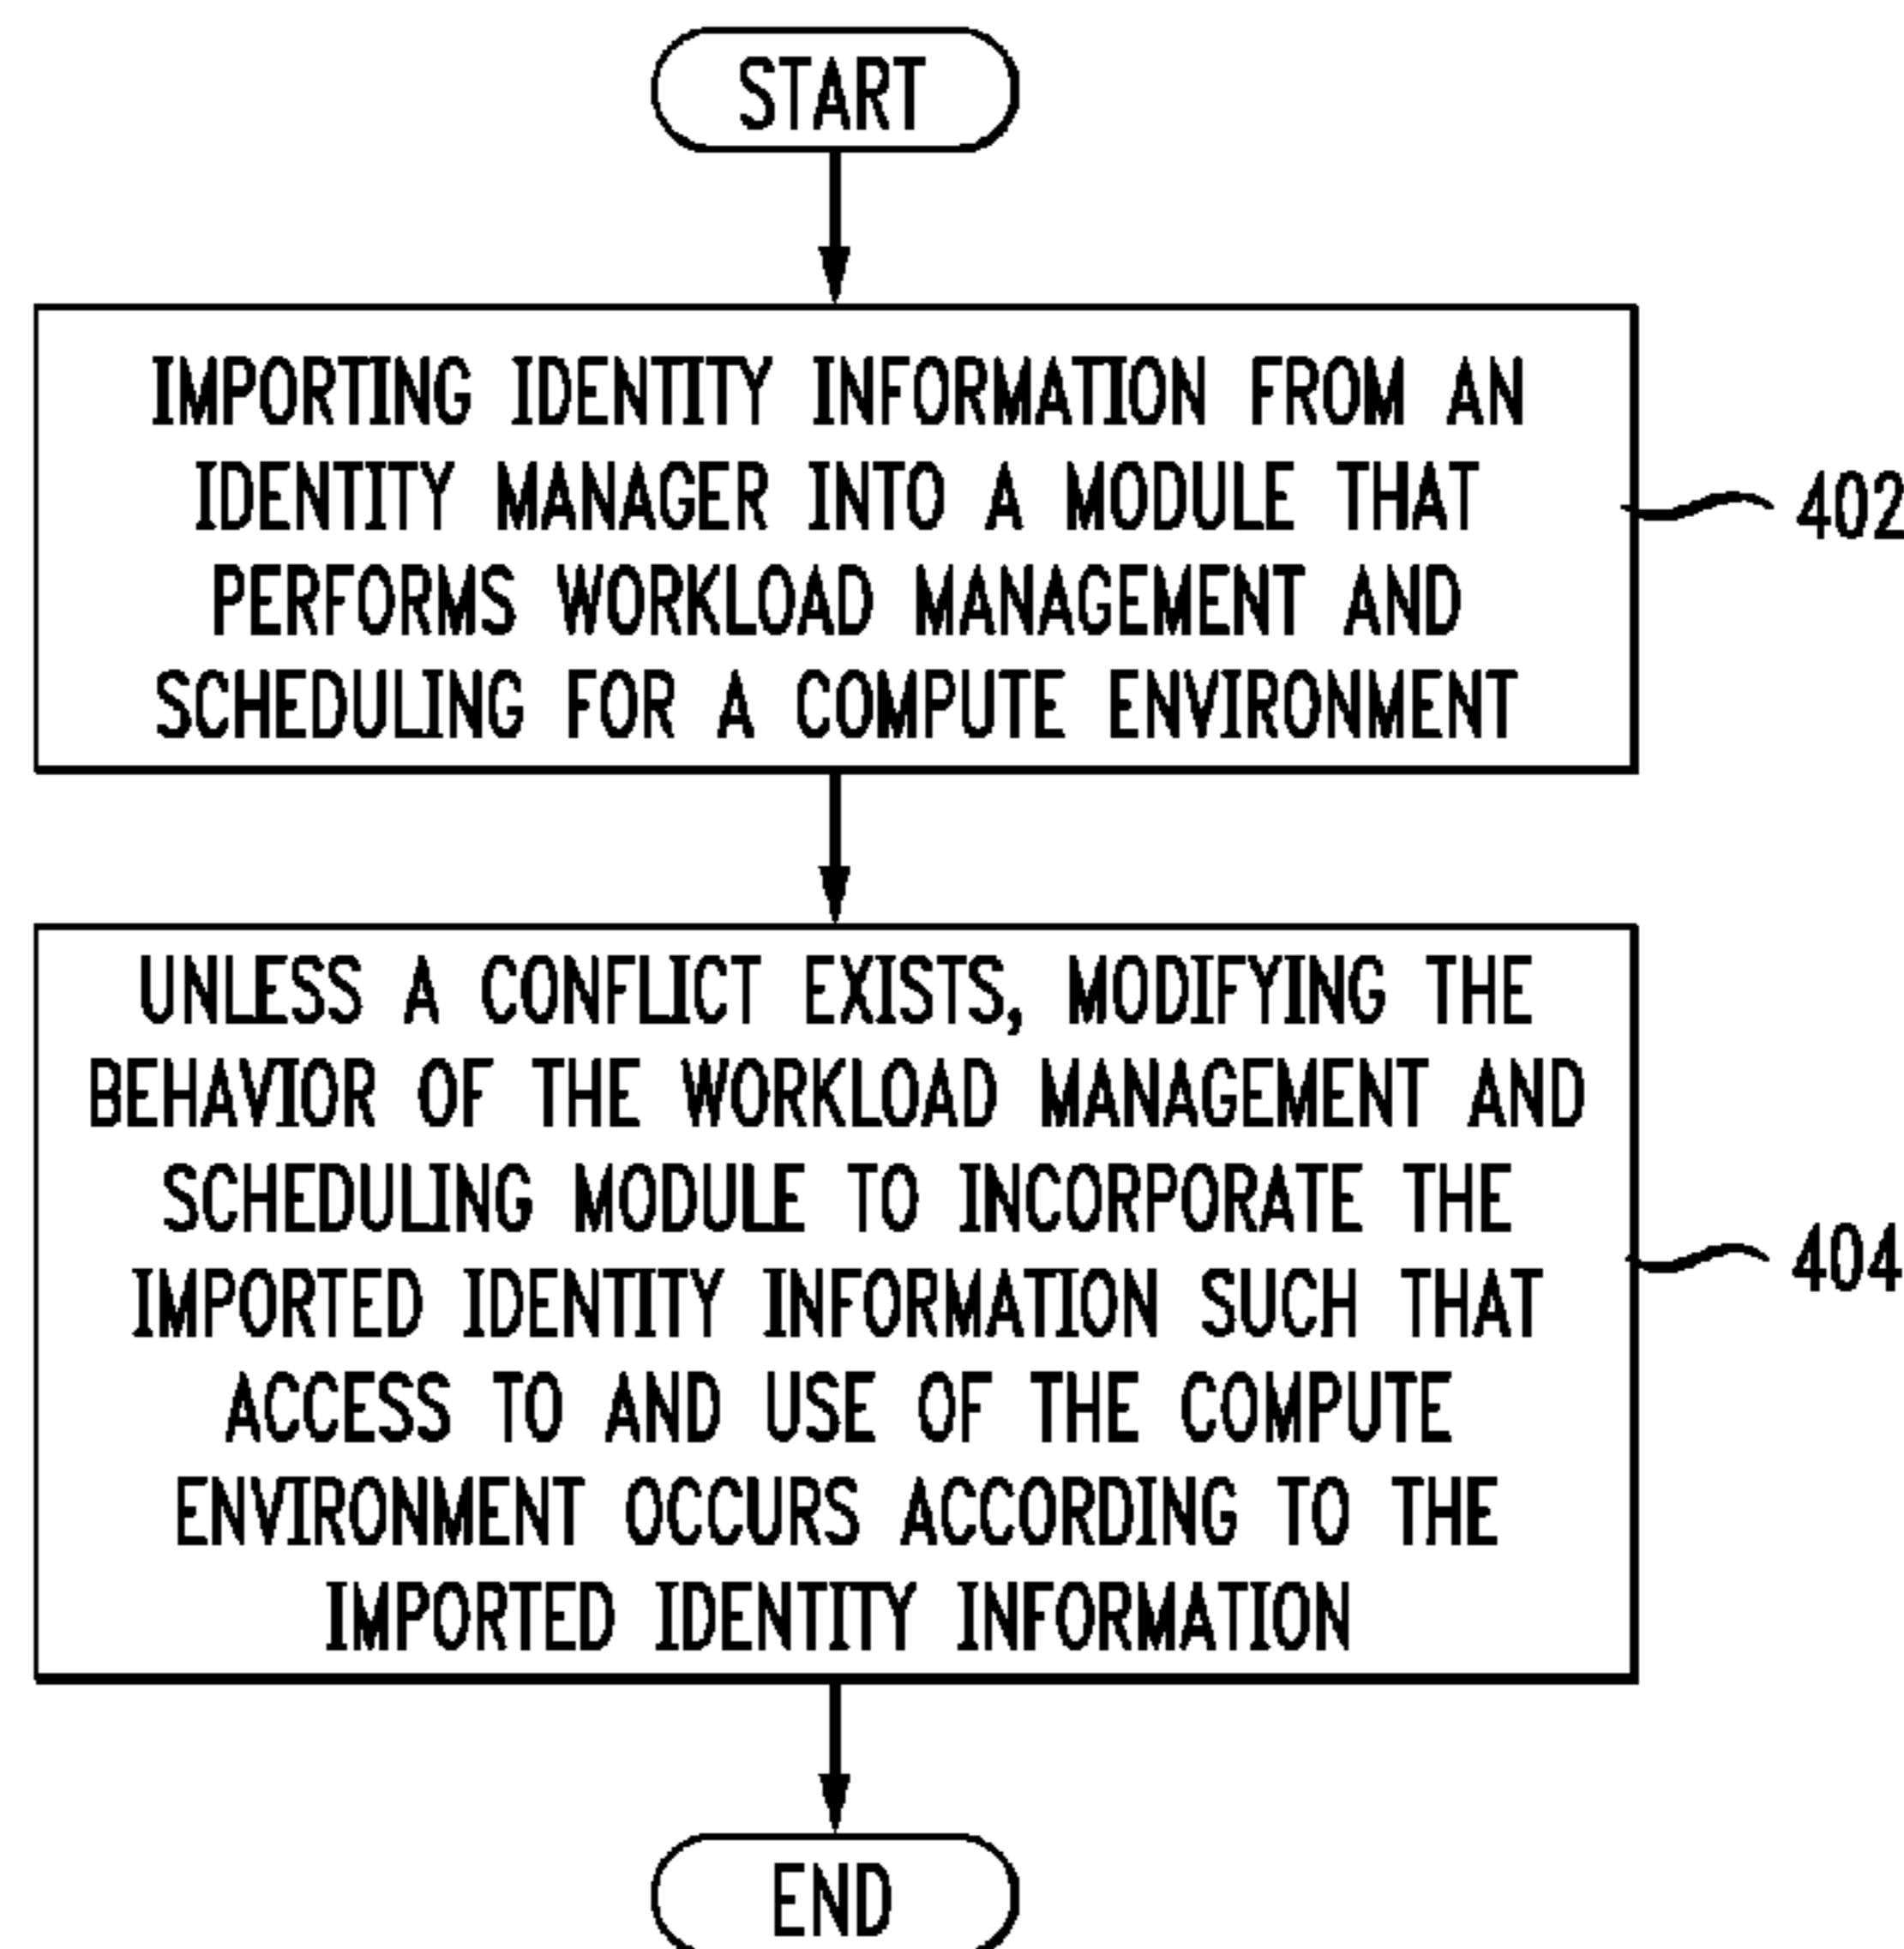 START
IMPORTING IDENTITY INFORMATION FROM AN
IDENTITY MANAGER INTO A MODULE THAT
PERFORMS WORKLOAD MANAGEMENT AND
SCHEDULING FOR A COMPUTE ENVIRONMENT
402
UNLESS A CONFLICT EXISTS, MODIFYING THE
BEHAVIOR OF THE WORKLOAD MANAGEMENT AND
SCHEDULING MODULE TO INCORPORATE THE
IMPORTED IDENTITY INFORMATION SUCH THAT
ACCESS TO AND USE OF THE COMPUTE
ENVIRONMENT OCCURS ACCORDING TO THE
IMPORTED IDENTITY INFORMATION
404
END